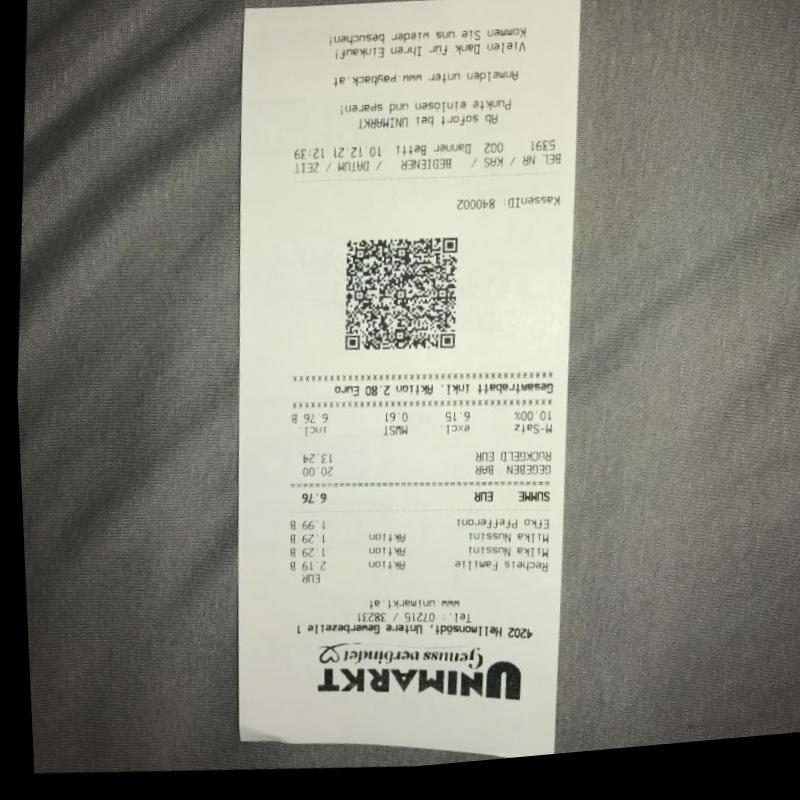 UNIMARKT
Genuss verbindet
4202 Hellmonsödt, Untere Gewerbezeile 1
Tel.: 07215 / 38231
www.unimarkt.at
EUR
Recheis Familie Aktion 2.19 B
Milka Nussini Aktion 1.29 B
Milka Nussini Aktion 1.29 B
Efko Pfefferoni 1.99 B
SUMME EUR 6.76
GEGEBEN BAR 20.00
RÜCKGELD EUR 13.24
M-Satz excl. MWST incl.
10.00% 6.15 0.61 6.76 B
Gesamtrabatt inkl. Aktion 2.80 Euro
KassenID: 840002
BEL NR / KAS / BEDIENER / DATUM / ZEIT
5391 002 Danner Betti 10.12.21 12:39
Ab sofort bei UNIMARKT
Punkte einlösen und sparen!
Anmelden unter www.payback.at
Vielen Dank für Ihren Einkauf!
Kommen Sie uns wieder besuchen!